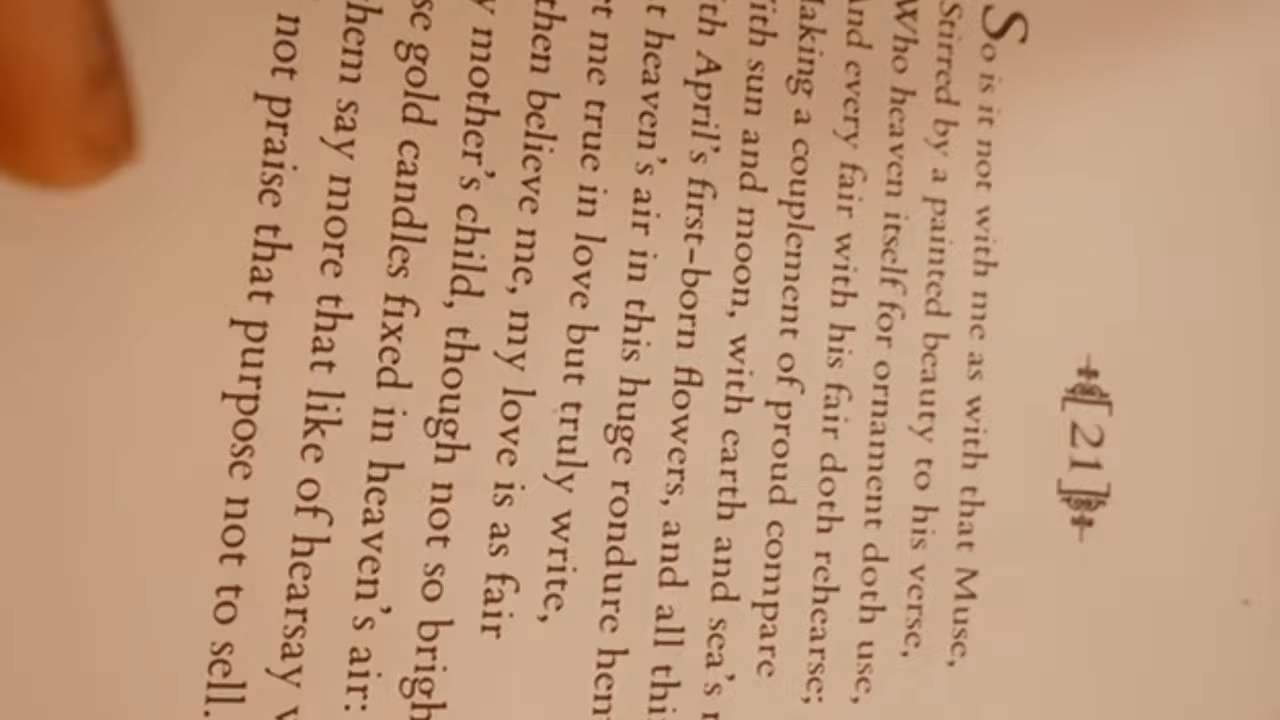 [21]
So is it not with me as with that Muse,
Stirred by a painted beauty to his verse,
Who heaven itself for ornament doth use,
And every fair with his fair doth rehearse;
Making a couplement of proud compare
With sun and moon, with earth and sea's
ith April's first-born flowers, and all thi
t heaven's air in this huge rondure hem
t me true in love but truly write,
then believe me, my love is as fair
y mother's child, though not so brigh
se gold candles fixed in heaven's air:
hem say more that like of hearsay
not praise that purpose not to sell.